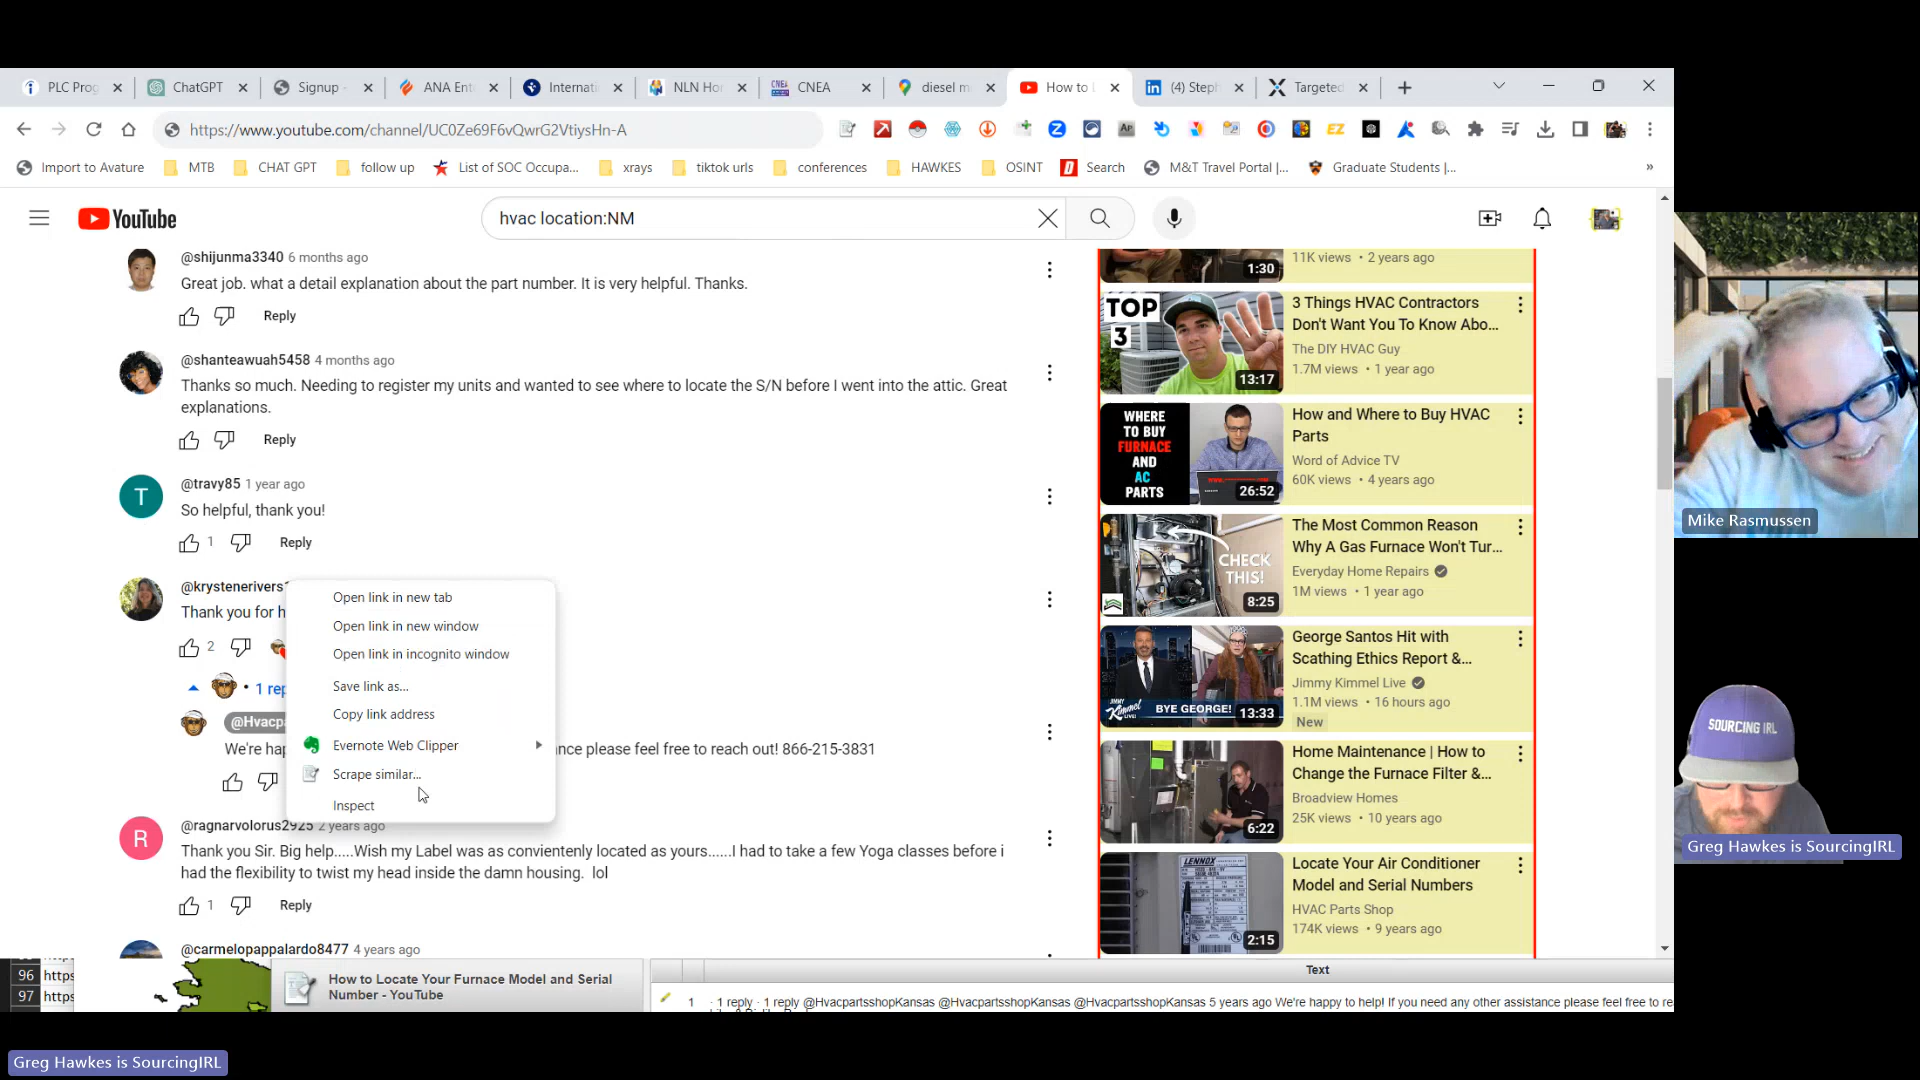 PLC Prog
ChatGPT
Signup -
ANA Ent
Internati
NLN Hon
CNEA
diesel m
How to L
(4) Steph
Targeted
https://www.youtube.com/channel/UC0Ze69F6vQwrG2VtiysHn-A
Import to Avature
MTB
CHAT GPT
follow up
List of SOC Occupa...
xrays
tiktok urls
conferences
HAWKES
OSINT
Search
M&T Travel Portal |...
Graduate Students |...
»
YouTube
hvac location:NM
@shijunma3340 6 months ago
Great job. what a detail explanation about the part number. It is very helpful. Thanks.
Reply
@shanteawuah5458 4 months ago
Thanks so much. Needing to register my units and wanted to see where to locate the S/N before I went into the attic. Great
explanations.
Reply
T
@travy85 1 year ago
So helpful, thank you!
1 Reply
@krystenerivers
Thank you for h
2
• 1 rep
@Hvacpa
We're hap
nce please feel free to reach out! 866-215-3831
Open link in new tab
Open link in new window
Open link in incognito window
Save link as...
Copy link address
Evernote Web Clipper
Scrape similar...
Inspect
R
@ragnarvolorus2925 2 years ago
Thank you Sir. Big help.....Wish my Label was as convientenly located as yours......I had to take a few Yoga classes before i
had the flexibility to twist my head inside the damn housing. lol
1 Reply
@carmelopappalardo8477 4 years ago
1:30
11K views • 2 years ago
TOP
3
13:17
3 Things HVAC Contractors
Don't Want You To Know Abo...
The DIY HVAC Guy
1.7M views • 1 year ago
WHERE
TO BUY
FURNACE
AND
AC
PARTS
26:52
How and Where to Buy HVAC
Parts
Word of Advice TV
60K views • 4 years ago
CHECK
THIS!
8:25
The Most Common Reason
Why A Gas Furnace Won't Tur...
Everyday Home Repairs
1M views • 1 year ago
Jimmy
Kimmel
LIVE!
BYE GEORGE!
13:33
George Santos Hit with
Scathing Ethics Report &...
Jimmy Kimmel Live
1.1M views • 16 hours ago
New
6:22
Home Maintenance | How to
Change the Furnace Filter &...
Broadview Homes
25K views • 10 years ago
LENNOX
2:15
Locate Your Air Conditioner
Model and Serial Numbers
HVAC Parts Shop
174K views • 9 years ago
96 https
97 https
How to Locate Your Furnace Model and Serial
Number - YouTube
Text
1 · 1 reply · 1 reply @HvacpartsshopKansas @HvacpartsshopKansas @HvacpartsshopKansas 5 years ago We're happy to help! If you need any other assistance please feel free to re
Mike Rasmussen
SOURCING IRL
Greg Hawkes is SourcingIRL
Greg Hawkes is SourcingIRL